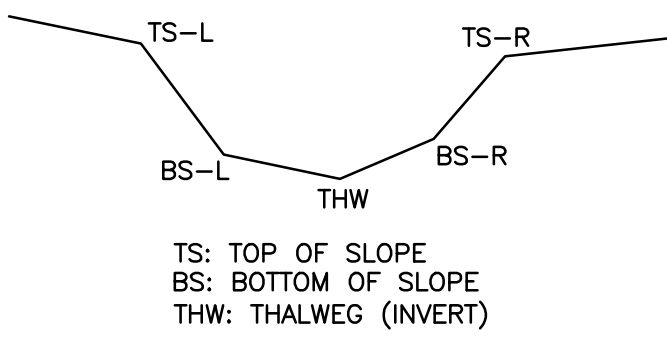 TS-L
TS-R
BS-L
BS-R
THW
TS: TOP OF SLOPE
BS: BOTTOM OF SLOPE
THW: THALWEG (INVERT)